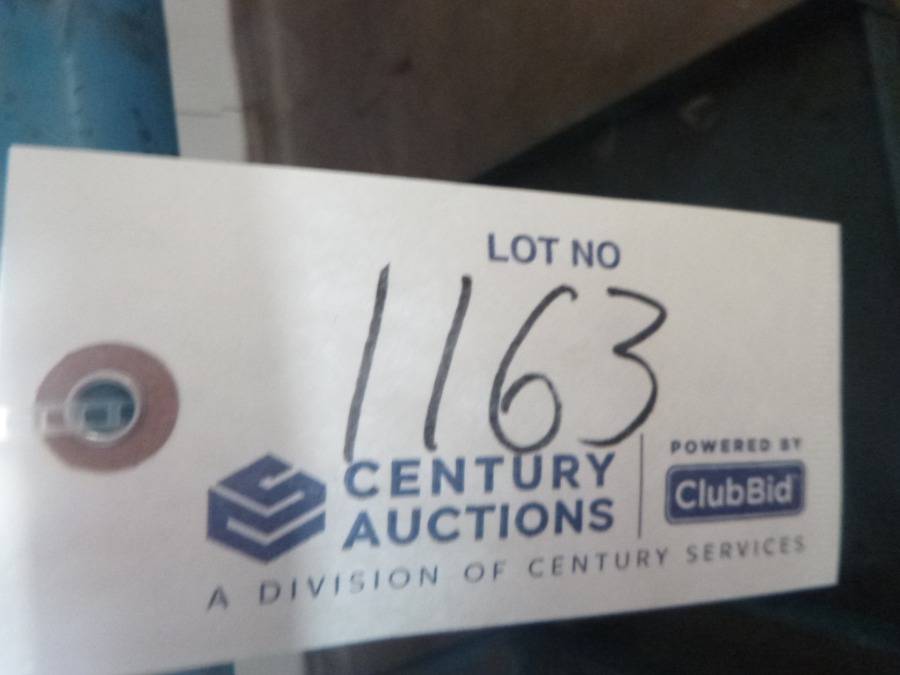 LOT NO
1163
CENTURY
AUCTIONS
POWERED BY
ClubBid
A DIVISION OF CENTURY SERVICES